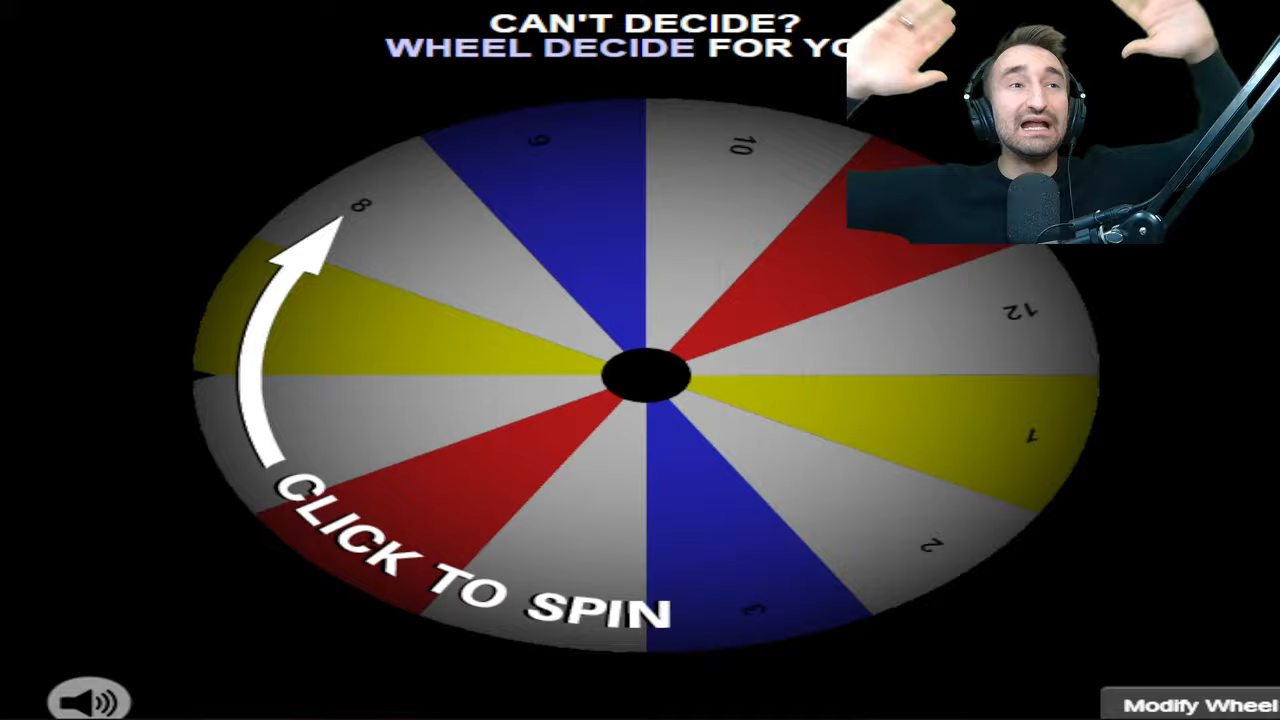 CAN'T DECIDE?
WHEEL DECIDE FOR YO
9
10
8
12
1
2
3
CLICK TO SPIN
Modify Wheel